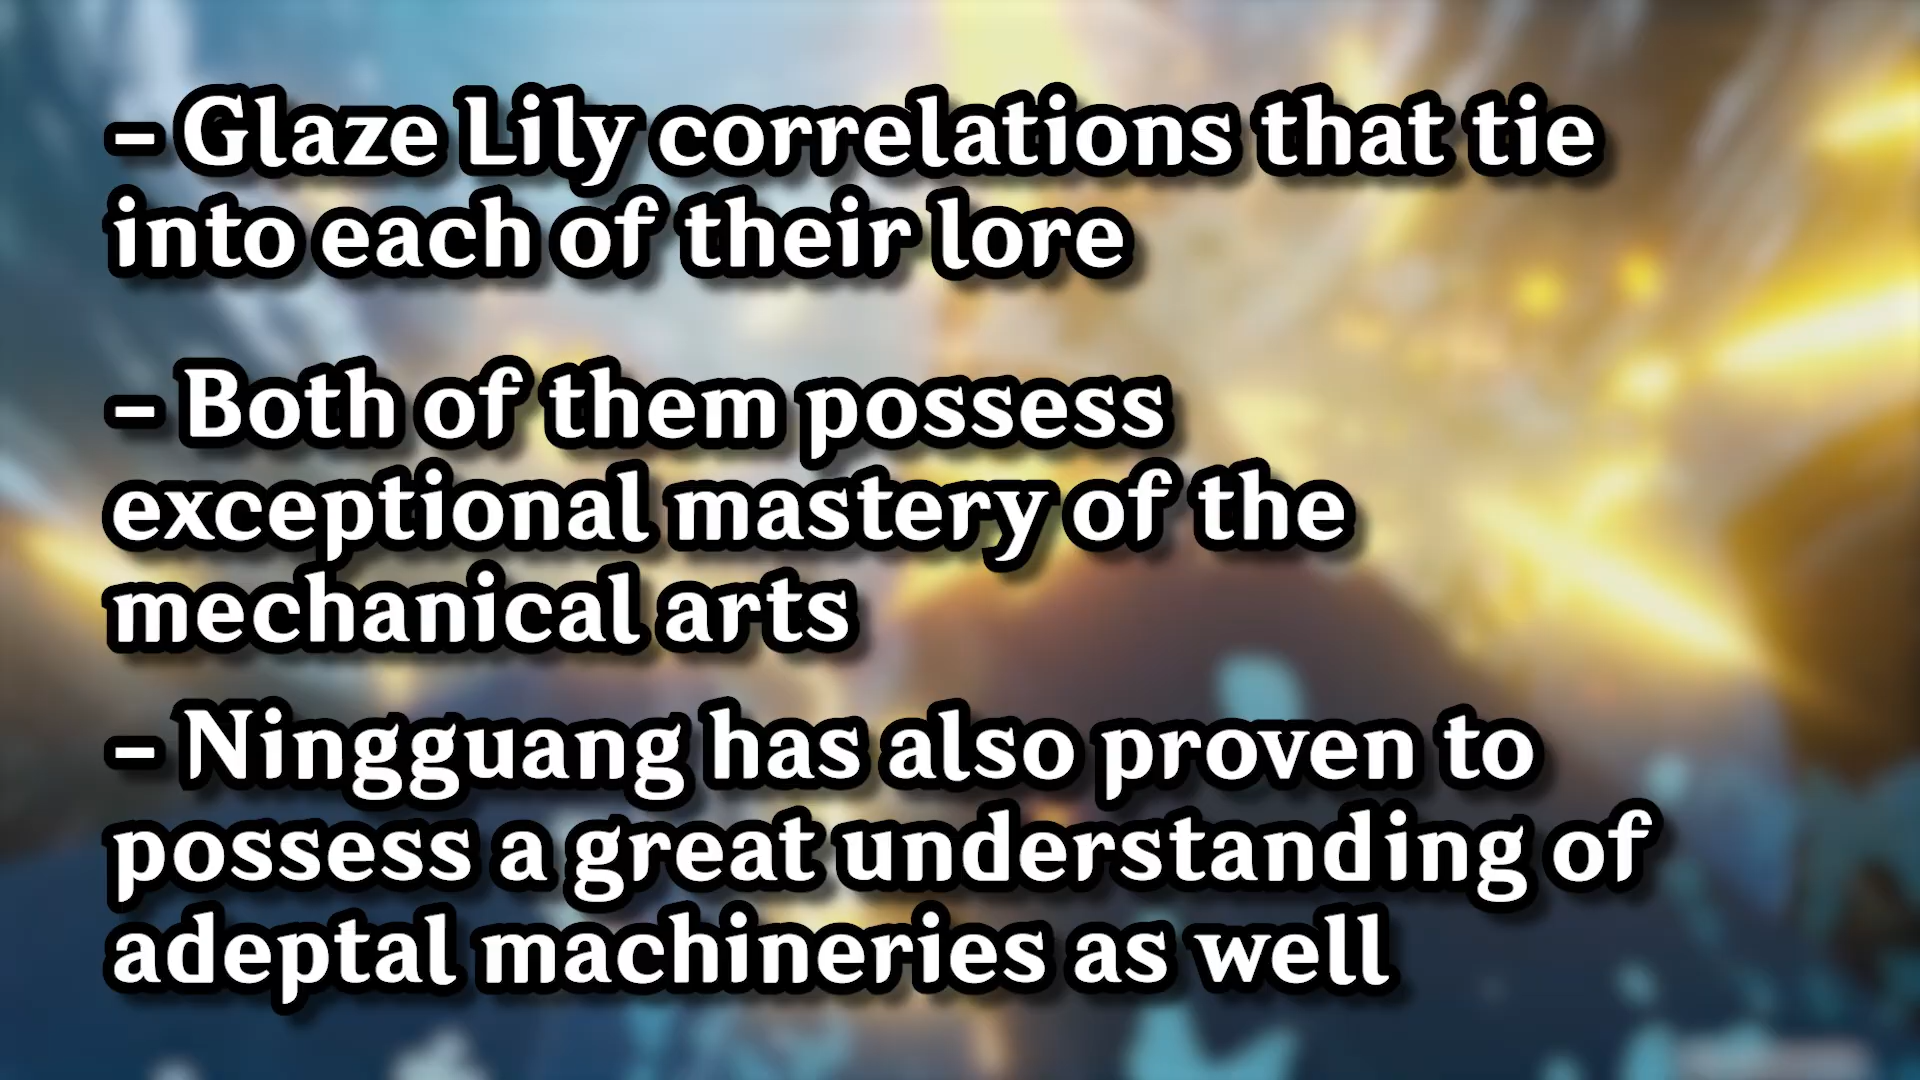 – Glaze Lily correlations that tie
into each of their lore
– Both of them possess
exceptional mastery of the
mechanical arts
– Ningguang has also proven to
possess a great understanding of
adeptal machineries as well